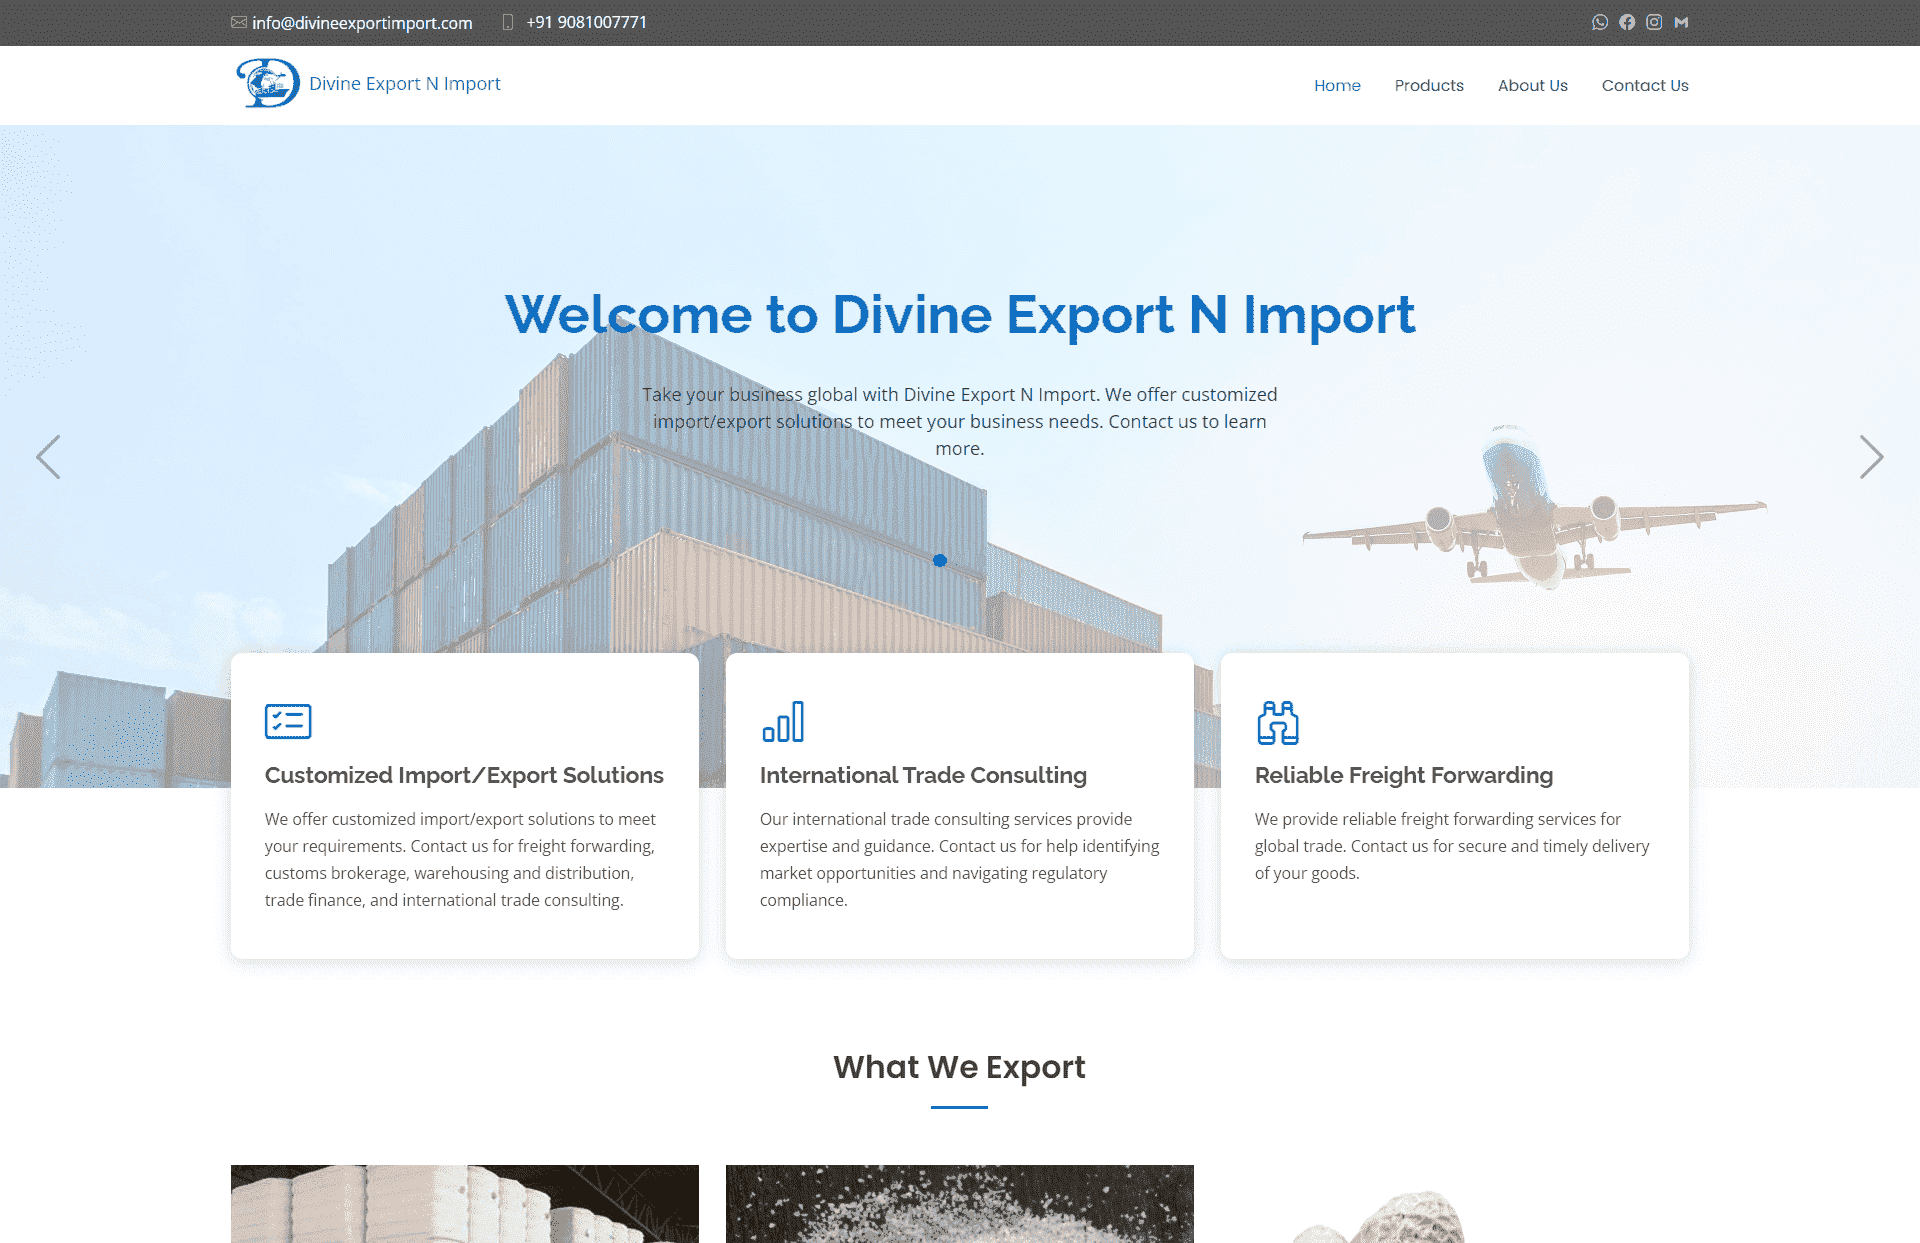 info@divineexportimport.com
+91 9081007771
Divine Export N Import
Home
Products
About Us
Contact Us
Welcome to Divine Export N Import
Take your business global with Divine Export N Import. We offer customized
import/export solutions to meet your business needs. Contact us to learn
more.
Customized Import/Export Solutions
We offer customized import/export solutions to meet
your requirements. Contact us for freight forwarding,
customs brokerage, warehousing and distribution,
trade finance, and international trade consulting.
International Trade Consulting
Our international trade consulting services provide
expertise and guidance. Contact us for help identifying
market opportunities and navigating regulatory
compliance.
Reliable Freight Forwarding
We provide reliable freight forwarding services for
global trade. Contact us for secure and timely delivery
of your goods.
What We Export